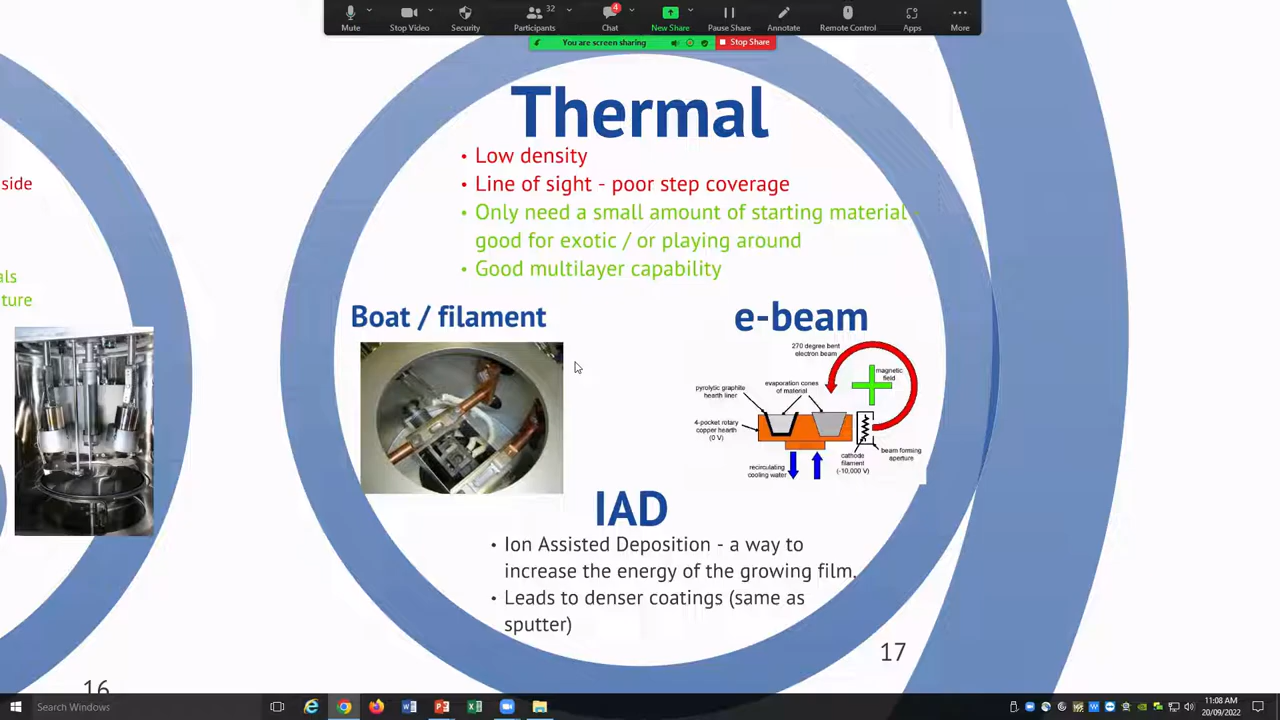 Mute
Stop Video
Security
32
Participants
4
Chat
New Share
Pause Share
Annotate
Remote Control
Apps
More
You are screen sharing
Stop Share
Thermal
• Low density
• Line of sight - poor step coverage
• Only need a small amount of starting material -
good for exotic / or playing around
• Good multilayer capability
side
als
ture
Boat / filament
e-beam
270 degree bent
electron beam
magnetic
field
pyrolytic graphite
hearth liner
evaporation cones
of material
4-pocket rotary
copper hearth
(0 V)
recirculating
cooling water
cathode
filament
(-10,000 V)
beam forming
aperture
IAD
• Ion Assisted Deposition - a way to
increase the energy of the growing film.
• Leads to denser coatings (same as
sputter)
16
17
Search Windows
11:08 AM
20/09/2022